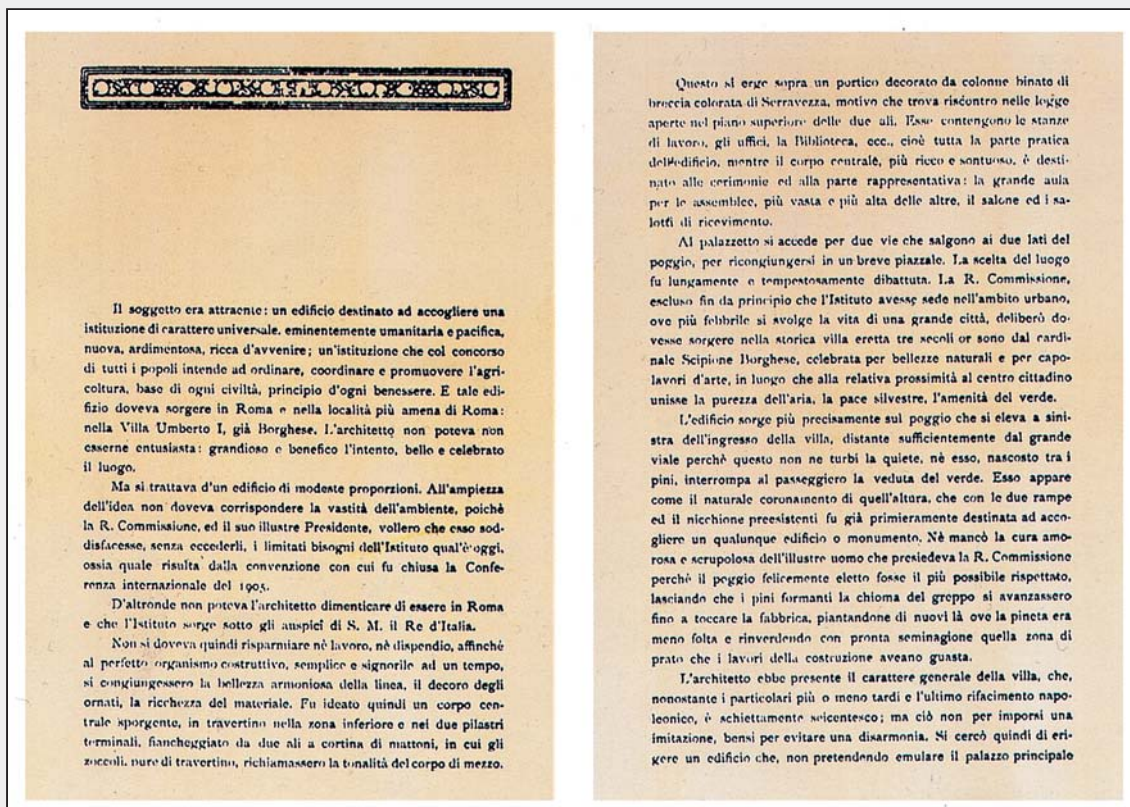 Il soggetto era attraente: un edificio destinato ad accogliere una
istituzione di carattere universale, eminentemente umanitaria e pacifica,
nuova, ardimentosa, ricca d'avvenire; un'istituzione che col concorso
di tutti i popoli intende ad ordinare, coordinare e promuovere l'agri-
coltura, base di ogni civiltà, principio d'ogni benessere. E tale edi-
fizio doveva sorgere in Roma e nella località più amena di Roma:
nella Villa Umberto I, già Borghese. L'architetto non poteva non
esserne entusiasta: grandioso e benefico l'intento, bello e celebrato
il luogo.
Ma si trattava d'un edificio di modeste proporzioni. All'ampiezza
dell'idea non doveva corrispondere la vastità dell'ambiente, poichè
la R. Commissione, ed il suo illustre Presidente, vollero che esso sod-
disfacesse, senza eccederli, i limitati bisogni dell'Istituto qual'è oggi,
ossia quale risulta dalla convenzione con cui fu chiusa la Confe-
renza internazionale del 1905.
D'altronde non poteva l'architetto dimenticare di essere in Roma
e che l'Istituto sorge sotto gli auspici di S. M. il Re d'Italia.
Non si doveva quindi risparmiare nè lavoro, nè dispendio, affinché
al perfetto organismo costruttivo, semplice e signorile ad un tempo,
si congiungessero la bellezza armoniosa della linea, il decoro degli
ornati, la ricchezza del materiale. Fu ideato quindi un corpo cen-
trale sporgente, in travertino nella zona inferiore e nei due pilastri
terminali, fiancheggiato da due ali a cortina di mattoni, in cui gli
zoccoli, pure di travertino, richiamassero la tonalità del corpo di mezzo.
Questo si erge sopra un portico decorato da colonne binate di
breccia colorata di Serravezza, motivo che trova riscontro nelle logge
aperte nel piano superiore delle due ali. Esse contengono le stanze
di lavoro, gli uffici, la Biblioteca, ecc., cioè tutta la parte pratica
dell'edificio, mentre il corpo centrale, più ricco e sontuoso, è desti-
nato alle cerimonie ed alla parte rappresentativa: la grande aula
per le assemblee, più vasta e più alta delle altre, il salone ed i sa-
lotti di ricevimento.
Al palazzetto si accede per due vie che salgono ai due lati del
poggio, per ricongiungersi in un breve piazzale. La scelta del luogo
fu lungamente e tempestosamente dibattuta. La R. Commissione,
escluso fin da principio che l'Istituto avesse sede nell'ambito urbano,
ove più febbrile si svolge la vita di una grande città, deliberò do-
vesse sorgere nella storica villa eretta tre secoli or sono dal cardi-
nale Scipione Borghese, celebrata per bellezze naturali e per capo-
lavori d'arte, in luogo che alla relativa prossimità al centro cittadino
unisse la purezza dell'aria, la pace silvestre, l'amenità del verde.
L'edificio sorge più precisamente sul poggio che si eleva a sini-
stra dell'ingresso della villa, distante sufficientemente dal grande
viale perchè questo non ne turbi la quiete, nè esso, nascosto tra i
pini, interrompa al passeggiero la veduta del verde. Esso appare
come il naturale coronamento di quell'altura, che con le due rampe
ed il nicchione preesistenti fu già primieramente destinata ad acco-
gliere un qualunque edificio o monumento. Nè mancò la cura amo-
rosa e scrupolosa dell'illustre uomo che presiedeva la R. Commissione
perchè il poggio felicemente eletto fosse il più possibile rispettato,
lasciando che i pini formanti la chioma del greppo si avanzassero
fino a toccare la fabbrica, piantandone di nuovi là ove la pineta era
meno folta e rinverdendo con pronta seminagione quella zona di
prato che i lavori della costruzione aveano guasta.
L'architetto ebbe presente il carattere generale della villa, che,
nonostante i particolari più o meno tardi e l'ultimo rifacimento napo-
leonico, è schiettamente seicentesco; ma ciò non per imporsi una
imitazione, bensì per evitare una disarmonia. Si cercò quindi di eri-
gere un edificio che, non pretendendo emulare il palazzo principale